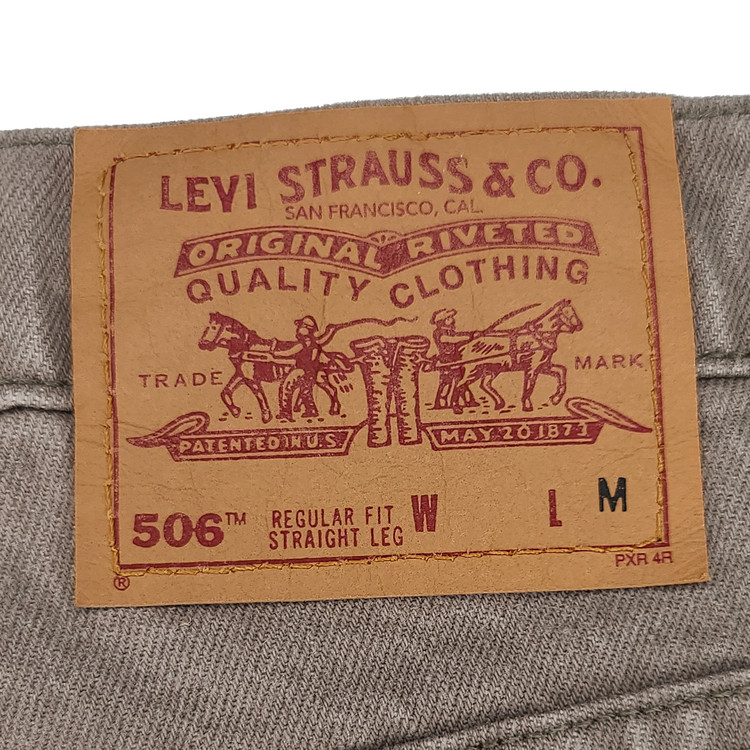 LEVI STRAUSS & CO.
SAN FRANCISCO, CAL.
ORIGINAL RIVETED
QUALITY CLOTHING
TRADE MARK
PATENTED IN U.S. MAY 20 1873
506™ REGULAR FIT W L M
STRAIGHT LEG
® PXR 4R